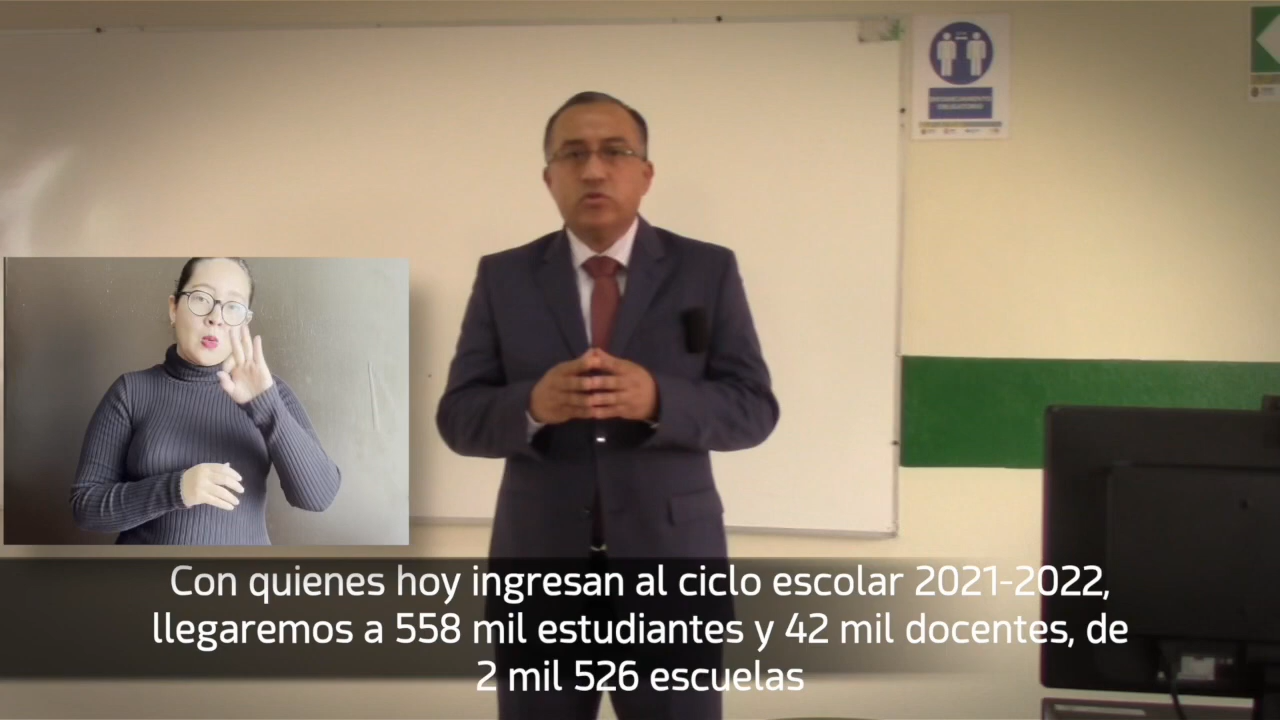 Con quienes hoy ingresan al ciclo escolar 2021-2022,
llegaremos a 558 mil estudiantes y 42 mil docentes, de
2 mil 526 escuelas